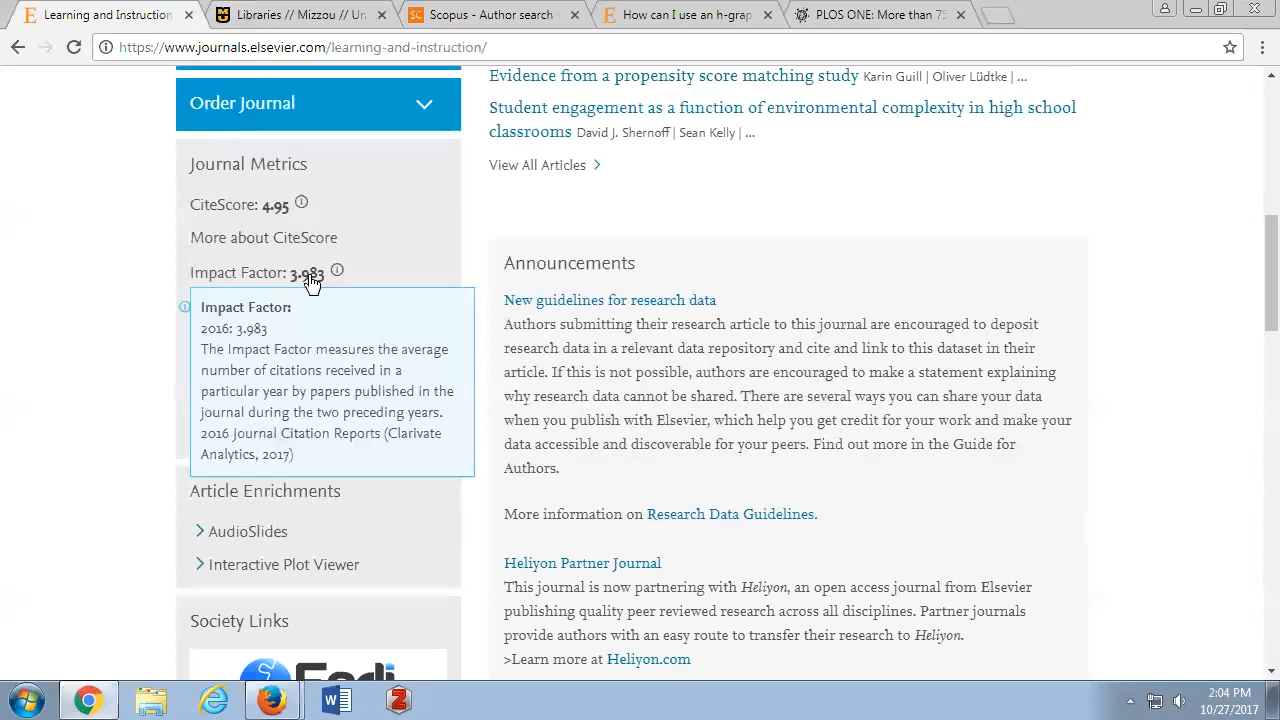 Learning and Instruction
Libraries // Mizzou // Un
Scopus - Author search
How can I use an h-grap
PLOS ONE: More than 75
https://www.journals.elsevier.com/learning-and-instruction/
Order Journal
Journal Metrics
CiteScore: 4.95
More about CiteScore
Impact Factor: 3.983
Impact Factor:
2016: 3.983
The Impact Factor measures the average
number of citations received in a
particular year by papers published in the
journal during the two preceding years.
2016 Journal Citation Reports (Clarivate
Analytics, 2017)
Article Enrichments
AudioSlides
Interactive Plot Viewer
Society Links
Evidence from a propensity score matching study Karin Guill | Oliver Lüdtke | ...
Student engagement as a function of environmental complexity in high school
classrooms David J. Shernoff | Sean Kelly | ...
View All Articles
Announcements
New guidelines for research data
Authors submitting their research article to this journal are encouraged to deposit
research data in a relevant data repository and cite and link to this dataset in their
article. If this is not possible, authors are encouraged to make a statement explaining
why research data cannot be shared. There are several ways you can share your data
when you publish with Elsevier, which help you get credit for your work and make your
data accessible and discoverable for your peers. Find out more in the Guide for
Authors.
More information on Research Data Guidelines.
Heliyon Partner Journal
This journal is now partnering with Heliyon, an open access journal from Elsevier
publishing quality peer reviewed research across all disciplines. Partner journals
provide authors with an easy route to transfer their research to Heliyon.
>Learn more at Heliyon.com
2:04 PM
10/27/2017